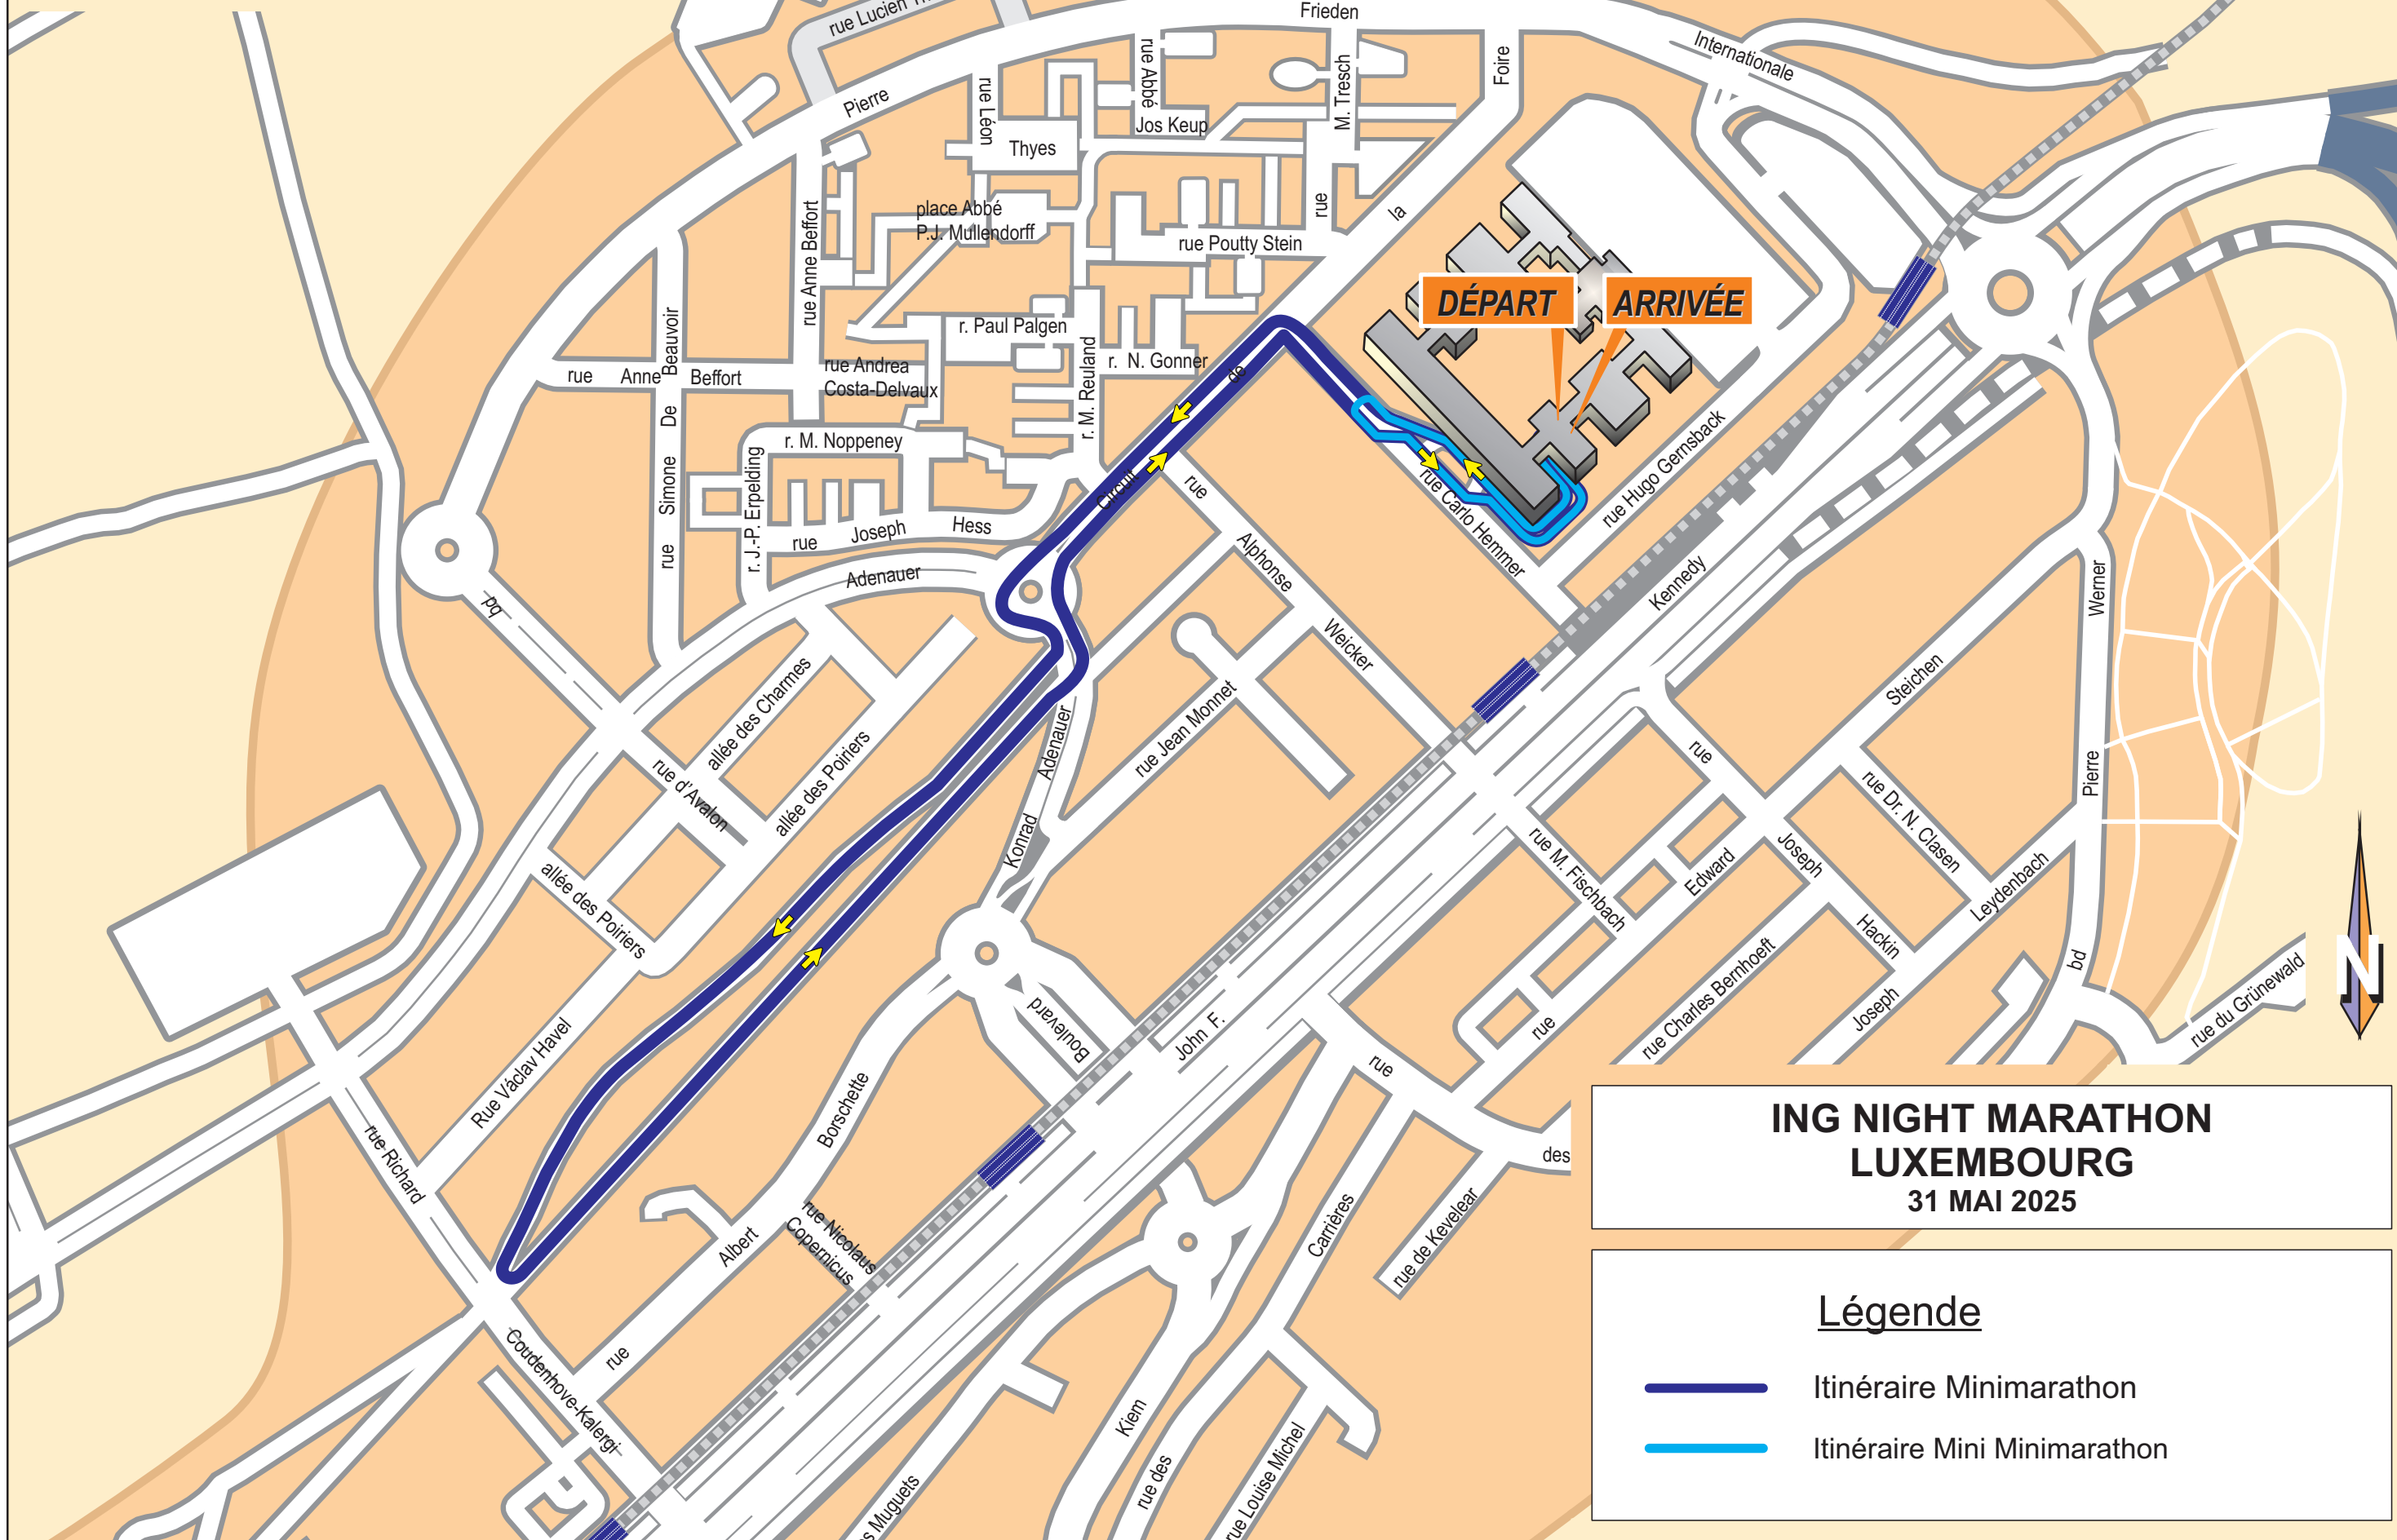 rue Lucien
Frieden
Internationale
Pierre
rue Léon
Thyes
rue Abbé
Jos Keup
M. Tresch
rue
Foire
la
place Abbé
P.J. Mullendorff
rue Poutty Stein
rue Anne Beffort
r. Paul Palgen
r. N. Gonner
r. M. Reuland
rue Andrea
Costa-Delvaux
rue Anne Beffort
rue Simone De Beauvoir
r. M. Noppeney
r. J.-P. Erpelding
rue Joseph Hess
Adenauer
de
Circuit
DÉPART
ARRIVÉE
rue Carlo Hemmer
rue Hugo Gernsback
rue Alphonse Weicker
Kennedy
bd
allée des Charmes
allée des Poiriers
rue d'Avalon
allée des Poiriers
Konrad Adenauer
rue Jean Monnet
Rue Václav Havel
rue Richard
Coudenhove-Kalergi
Boulevard
John F.
Borschette
Albert
rue
rue Nicolaus
Copernicus
Werner
Pierre
bd
Steichen
Edward
rue
rue Joseph Hackin
rue Dr. N. Clasen
Leydenbach
Joseph
rue M. Fischbach
rue Charles Bernhoeft
rue du Grünewald
rue
des
Carrières
rue des
rue de Kevelear
Kiem
Muguets
rue Louise Michel
N
ING NIGHT MARATHON
LUXEMBOURG
31 MAI 2025
Légende
Itinéraire Minimarathon
Itinéraire Mini Minimarathon